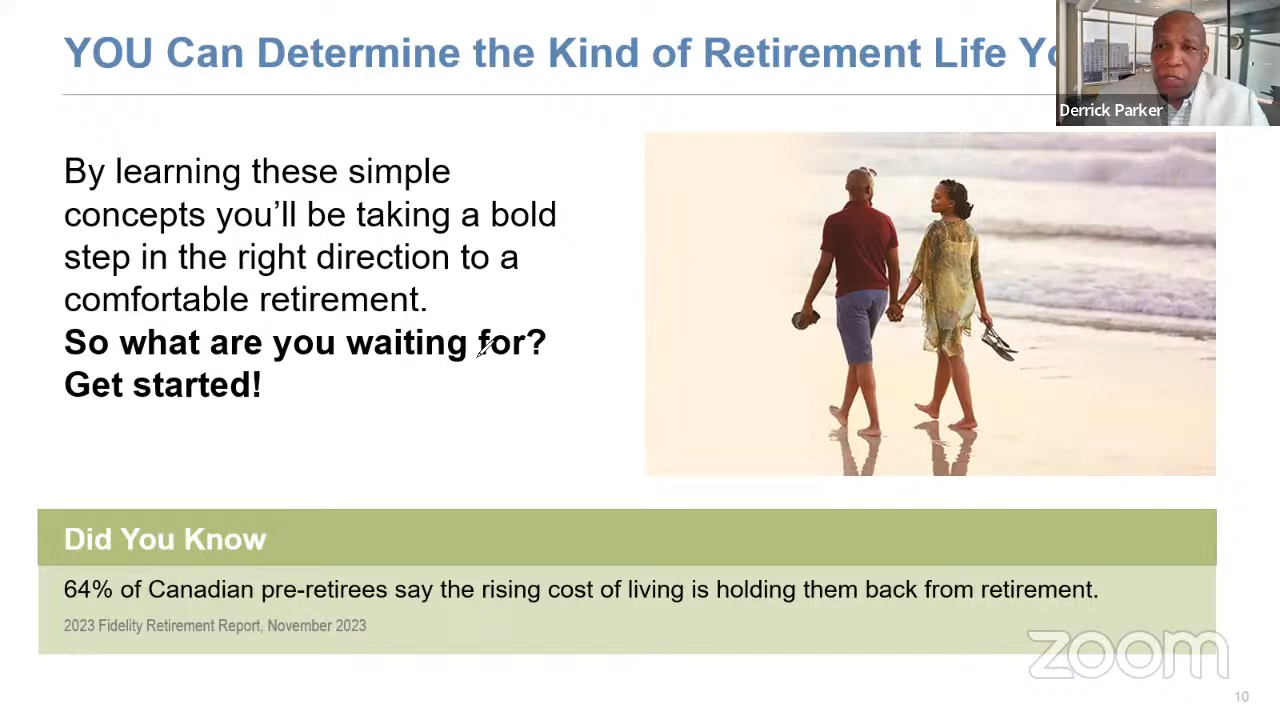 YOU Can Determine the Kind of Retirement Life
Derrick Parker
By learning these simple
concepts you’ll be taking a bold
step in the right direction to a
comfortable retirement.
So what are you waiting for?
Get started!
Did You Know
64% of Canadian pre-retirees say the rising cost of living is holding them back from retirement.
2023 Fidelity Retirement Report, November 2023
zoom
10